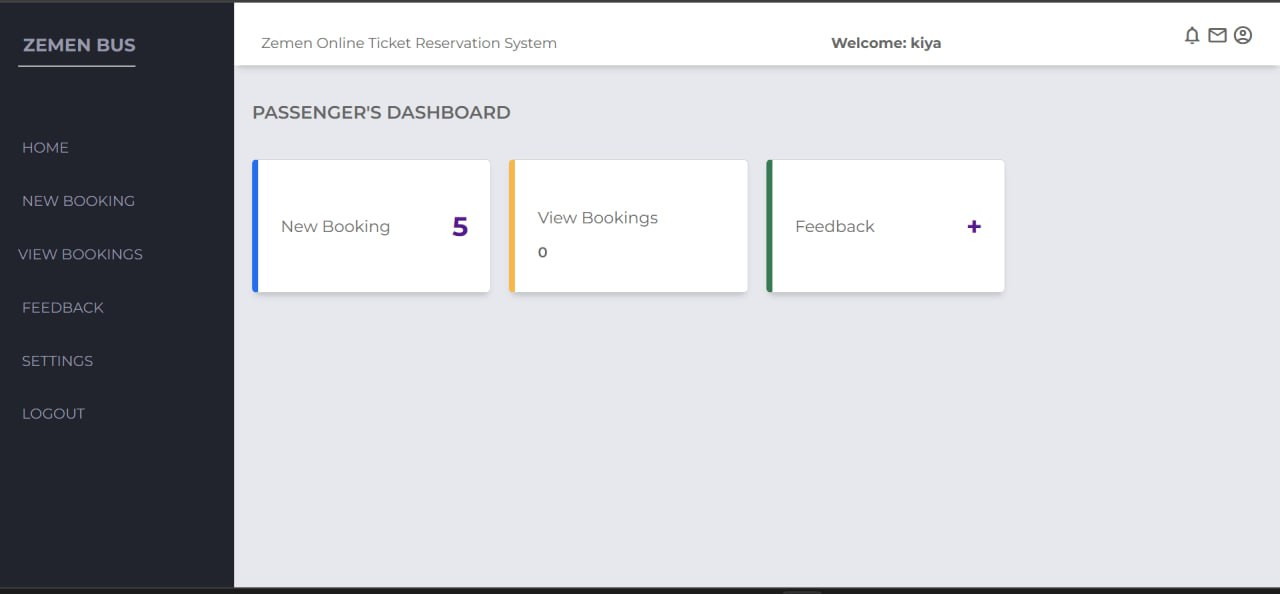 ZEMEN BUS
Zemen Online Ticket Reservation System
Welcome: kiya
HOME
NEW BOOKING
VIEW BOOKINGS
FEEDBACK
SETTINGS
LOGOUT
PASSENGER'S DASHBOARD
New Booking 5
View Bookings
0
Feedback +